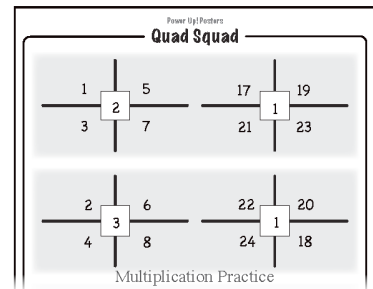 Power Up! Posters
Quad Squad
1 5 17 19
2 1
3 7 21 23
2 6 22 20
3 1
4 8 24 18
Multiplication Practice